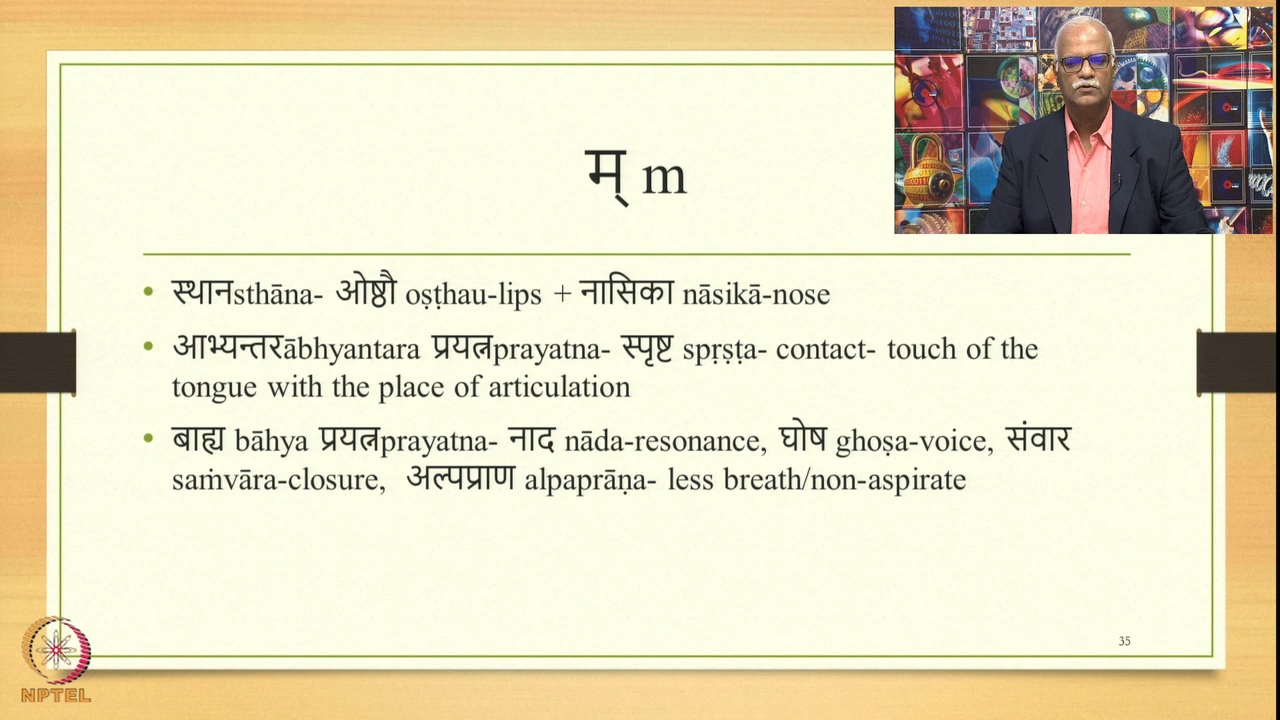 म् m
स्थानsthāna- ओष्ठौ oṣṭhau-lips + नासिका nāsikā-nose
आभ्यन्तरābhyantara प्रयत्नprayatna- स्पृष्ट spṛṣṭa- contact- touch of the
tongue with the place of articulation
बाह्य bāhya प्रयत्नprayatna- नाद nāda-resonance, घोष ghoṣa-voice, संवार
saṁvāra-closure, अल्पप्राण alpaprāṇa- less breath/non-aspirate
35
NPTEL